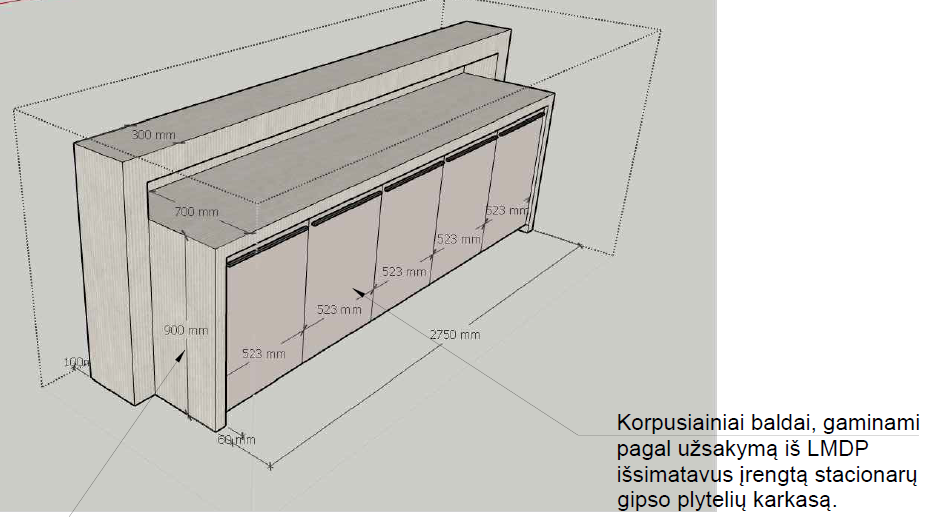 300 mm
700 mm
523 mm
523 mm
523 mm
523 mm
523 mm
900 mm
2750 mm
60 mm
Korpusiainiai baldai, gaminami
pagal užsakymą iš LMDP
išsimatavus įrengtą stacionarų
gipso plytelių karkasą.